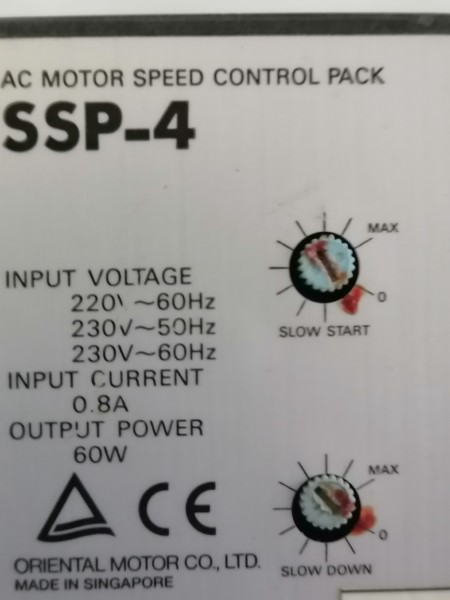 AC MOTOR SPEED CONTROL PACK
SSP-4
MAX
0
SLOW START
INPUT VOLTAGE
220V ~60Hz
230V~50Hz
230V~60Hz
INPUT CURRENT
0.8A
OUTPUT POWER
60W
MAX
0
SLOW DOWN
CE
ORIENTAL MOTOR CO., LTD.
MADE IN SINGAPORE